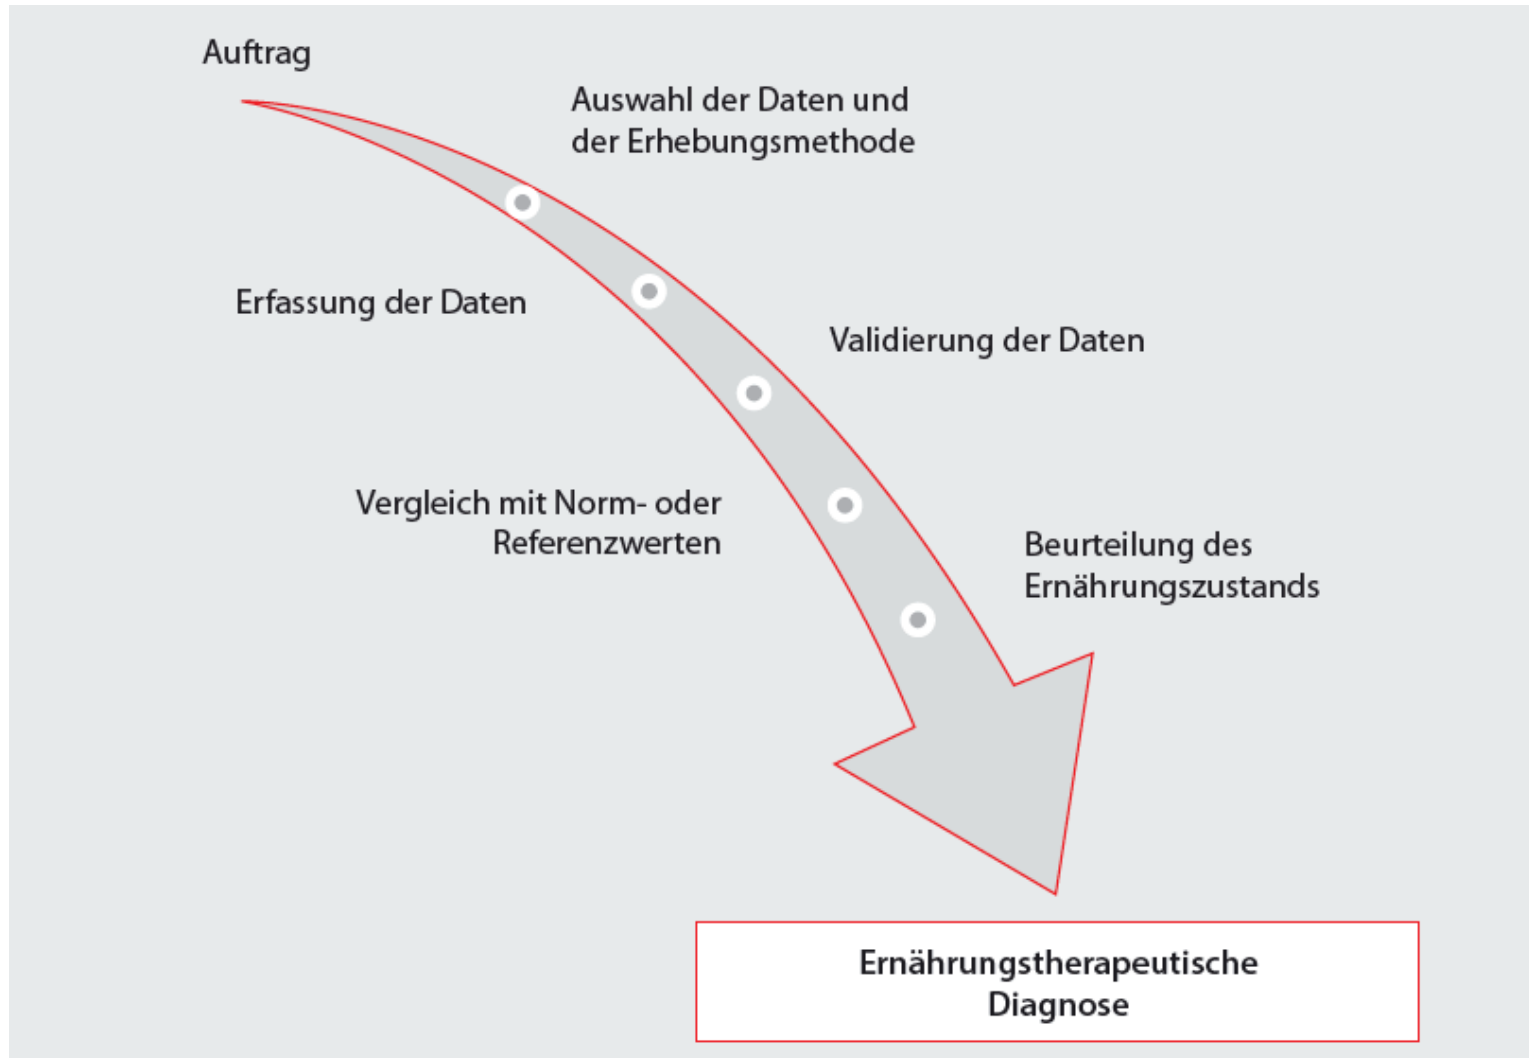 Auftrag
Auswahl der Daten und
der Erhebungsmethode
Erfassung der Daten
Validierung der Daten
Vergleich mit Norm- oder
Referenzwerten
Beurteilung des
Ernährungszustands
Ernährungstherapeutische
Diagnose